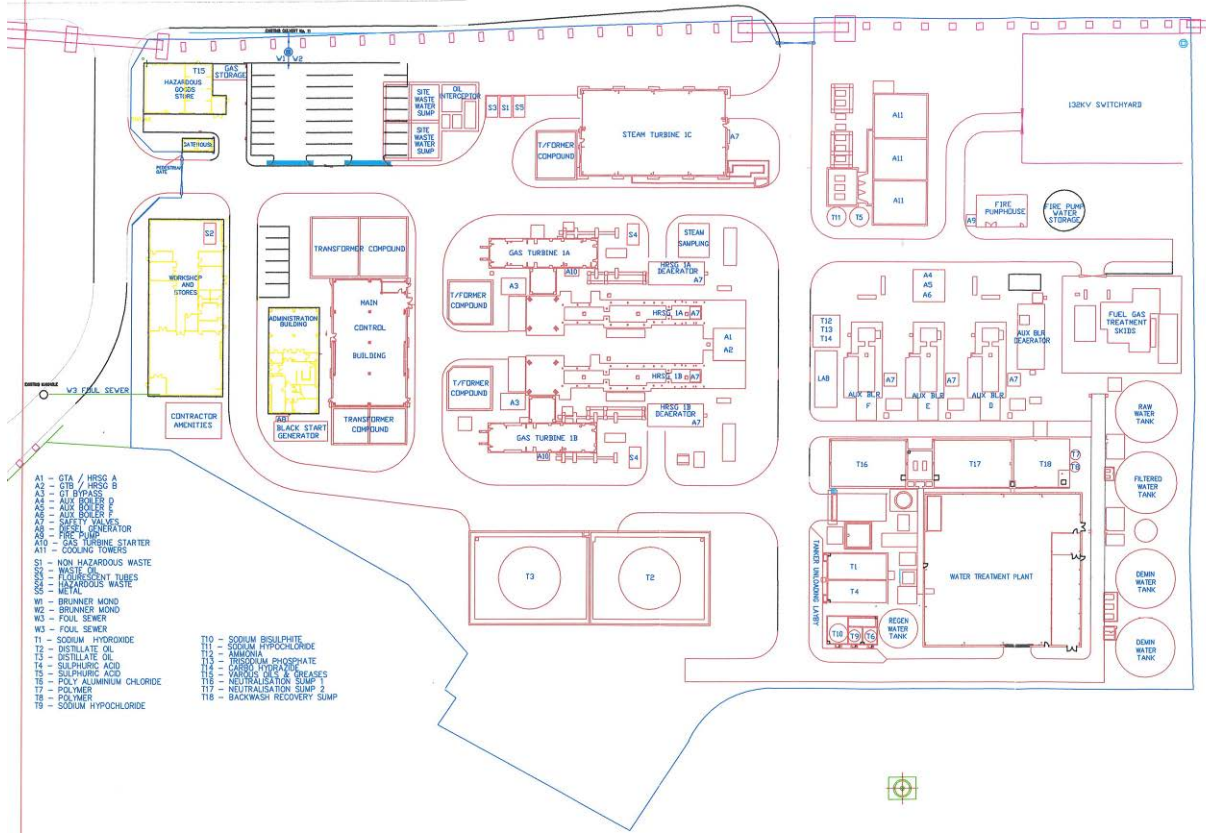 EXISTING CULVERT No. 11
W1 W2
T15
GAS
STORAGE
HAZARDOUS
GOODS
STORE
GATEHOUSE
PEDESTRIAN
GATE
SITE
WASTE
WATER
SUMP
OIL
INTERCEPTOR
SITE
WASTE
WATER
SUMP
S3 S1 S5
STEAM TURBINE 1C
A7
T/FORMER
COMPOUND
A11
A11
A11
T11 T5
132KV SWITCHYARD
FIRE
PUMPHOUSE
A9
FIRE PUMP
WATER
STORAGE
S2
WORKSHOP
AND
STORES
TRANSFORMER COMPOUND
MAIN
CONTROL
BUILDING
ADMINISTRATION
BUILDING
TRANSFORMER
COMPOUND
A8
BLACK START
GENERATOR
CONTRACTOR
AMENITIES
EXISTING MANHOLE
W3 FOUL SEWER
GAS TURBINE 1A
S4
STEAM
SAMPLING
A10
HRSG 1A
DEAERATOR
A7
A3
T/FORMER
COMPOUND
HRSG 1A A7
A1
A2
T/FORMER
COMPOUND
HRSG 1B A7
A3
HRSG 1B
DEAERATOR
A7
GAS TURBINE 1B
A10
S4
A4
A5
A6
T12
T13
T14
LAB
A7
A7
A7
AUX BLR
F
AUX BLR
E
AUX BLR
D
AUX BLR
DEAERATOR
FUEL GAS
TREATMENT
SKIDS
RAW
WATER
TANK
FILTERED
WATER
TANK
DEMIN
WATER
TANK
DEMIN
WATER
TANK
T16
T17
T18
T7
T8
WATER TREATMENT PLANT
T1
T4
TANKER UNLOADING LAYBY
T10 T9 T6
REGEN
WATER
TANK
T3
T2
A1 - GTA / HRSG A
A2 - GTB / HRSG B
A3 - GT BYPASS
A4 - AUX BOILER D
A5 - AUX BOILER E
A6 - AUX BOILER F
A7 - SAFETY VALVES
A8 - DIESEL GENERATOR
A9 - FIRE PUMP
A10 - GAS TURBINE STARTER
A11 - COOLING TOWERS
S1 - NON HAZARDOUS WASTE
S2 - WASTE OIL
S3 - FLOURESCENT TUBES
S4 - HAZARDOUS WASTE
S5 - METAL
W1 - BRUNNER MOND
W2 - BRUNNER MOND
W3 - FOUL SEWER
W3 - FOUL SEWER
T1 - SODIUM HYDROXIDE
T2 - DISTILLATE OIL
T3 - DISTILLATE OIL
T4 - SULPHURIC ACID
T5 - SULPHURIC ACID
T6 - POLY ALUMINIUM CHLORIDE
T7 - POLYMER
T8 - POLYMER
T9 - SODIUM HYPOCHLORIDE
T10 - SODIUM BISULPHITE
T11 - SODIUM HYPOCHLORIDE
T12 - AMMONIA
T13 - TRISODIUM PHOSPHATE
T14 - CARBO HYDRAZIDE
T15 - VAROUS OILS & GREASES
T16 - NEUTRALISATION SUMP 1
T17 - NEUTRALISATION SUMP 2
T18 - BACKWASH RECOVERY SUMP